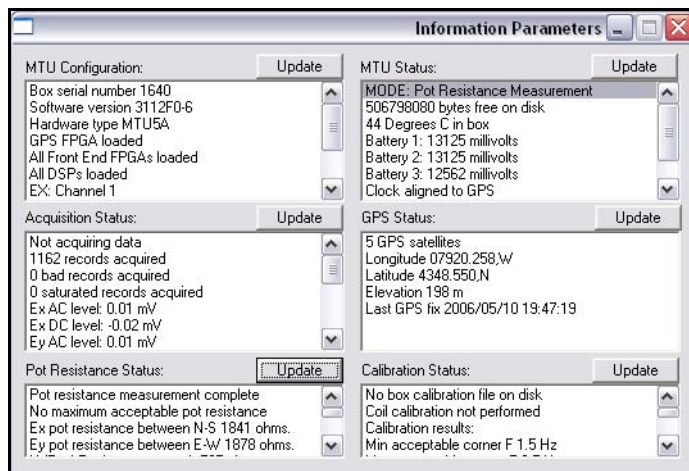 Information Parameters
MTU Configuration:
Update
Box serial number 1640
Software version 3112F0-6
Hardware type MTU5A
GPS FPGA loaded
All Front End FPGAs loaded
All DSPs loaded
EX: Channel 1
MTU Status:
Update
MODE: Pot Resistance Measurement
506798080 bytes free on disk
44 Degrees C in box
Battery 1: 13125 millivolts
Battery 2: 13125 millivolts
Battery 3: 12562 millivolts
Clock aligned to GPS
Acquisition Status:
Update
Not acquiring data
1162 records acquired
0 bad records acquired
0 saturated records acquired
Ex AC level: 0.01 mV
Ex DC level: -0.02 mV
Ey AC level: 0.01 mV
GPS Status:
Update
5 GPS satellites
Longitude 07920.258,W
Latitude 4348.550,N
Elevation 198 m
Last GPS fix 2006/05/10 19:47:19
Pot Resistance Status:
Update
Pot resistance measurement complete
No maximum acceptable pot resistance
Ex pot resistance between N-S 1841 ohms.
Ey pot resistance between E-W 1878 ohms.
Calibration Status:
Update
No box calibration file on disk
Coil calibration not performed
Calibration results:
Min acceptable corner F 1.5 Hz